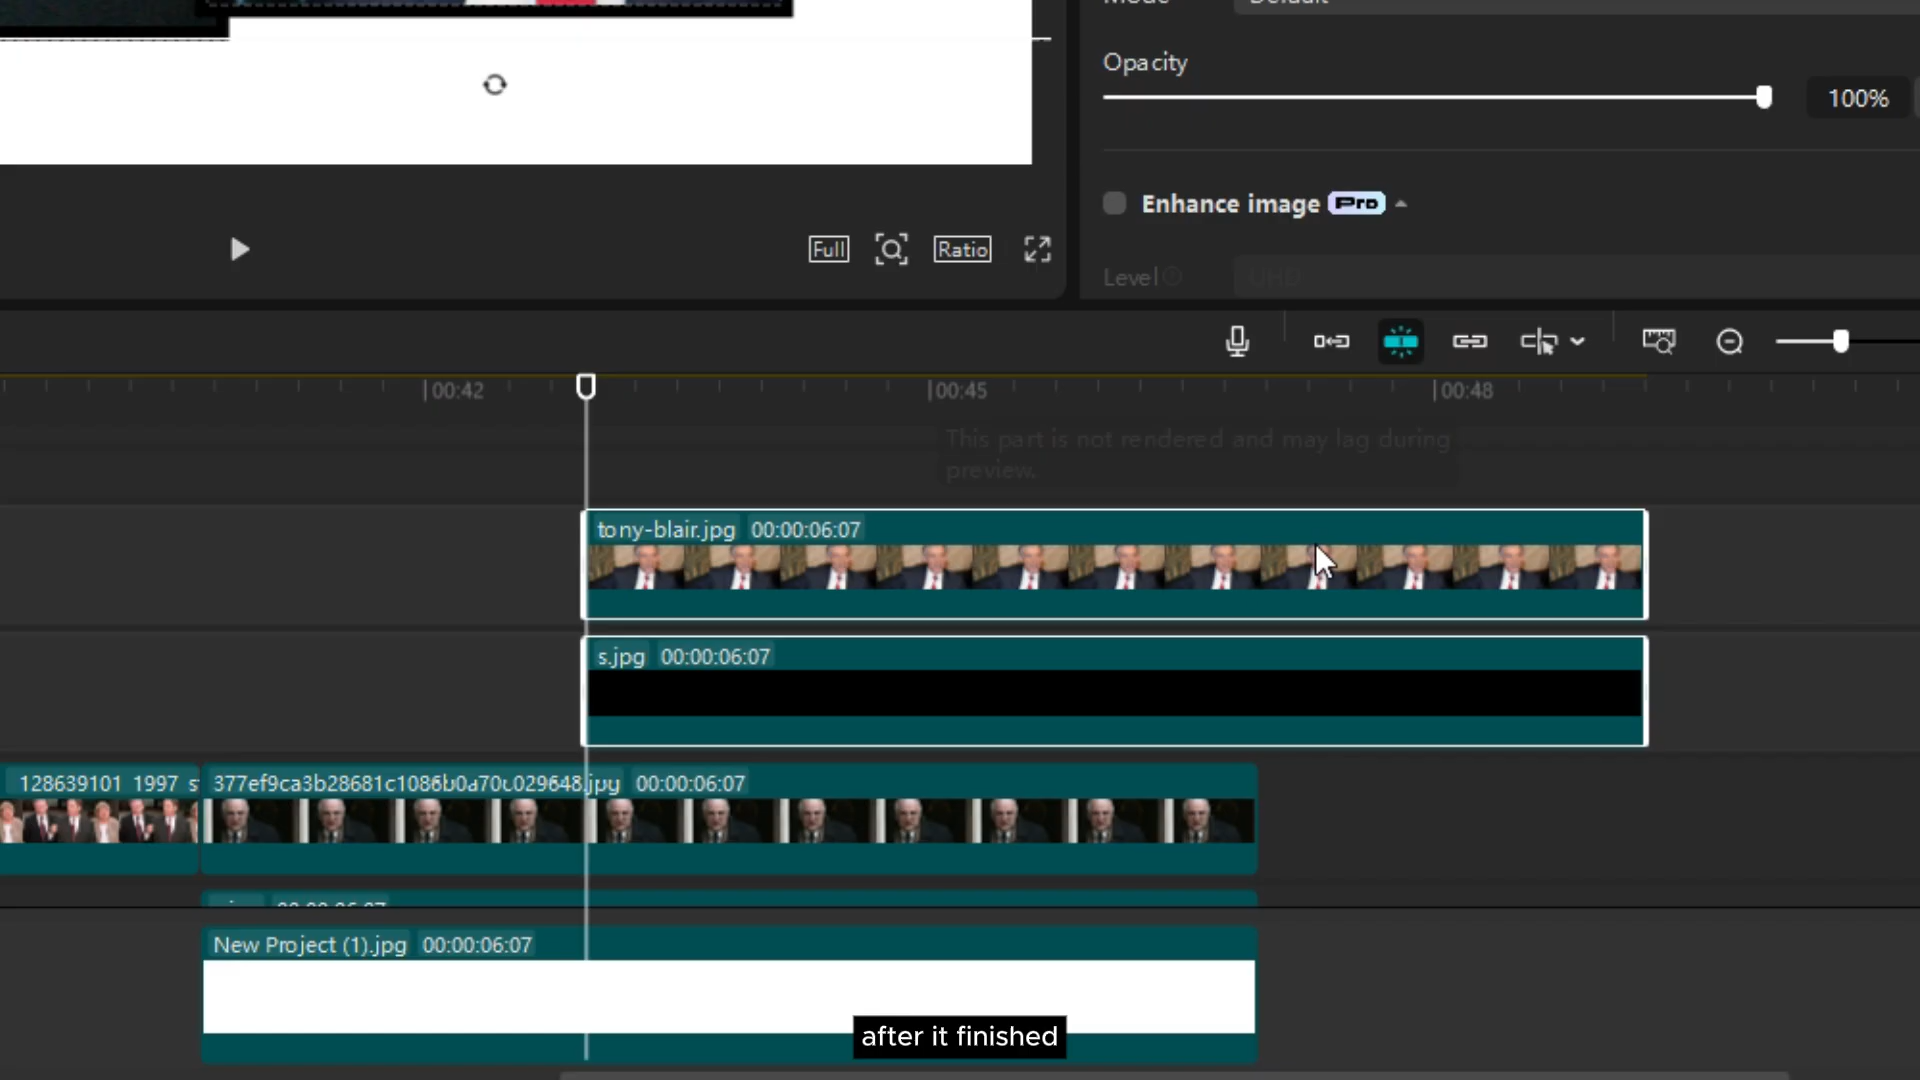 Mode Default
Opacity
100%
Enhance image Pro
Full
Ratio
Level UHD
00:42
00:45
00:48
This part is not rendered and may lag during
preview.
tony-blair.jpg 00:00:06:07
s.jpg 00:00:06:07
128639101 1997 s
377ef9ca3b28681c1086b0a70c029648.jpg 00:00:06:07
00:00:06:07
New Project (1).jpg 00:00:06:07
after it finished